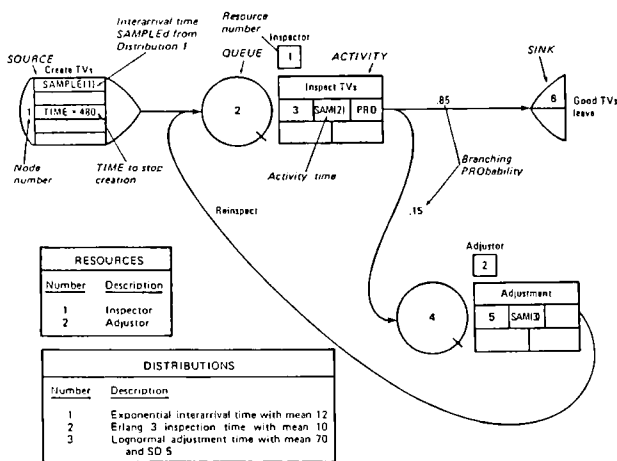 Interarrival time
SAMPLEd from
Distribution 1
Resource
number
Inspector
1
SOURCE
Create TVs
SAMPLE(1)
TIME = 480
1
Node
number
TIME to stop
creation
QUEUE
2
ACTIVITY
Inspect TVs
3 SAM(2) PRO
Activity time
.85
Branching
PRObability
.15
SINK
6
Good TVs
leave
Reinspect
Adjustor
2
4
Adjustment
5 SAM(3)
RESOURCES
Number Description
1 Inspector
2 Adjustor
DISTRIBUTIONS
Number Description
1 Exponential interarrival time with mean 12
2 Erlang 3 inspection time with mean 10
3 Lognormal adjustment time with mean 70
and SD 5